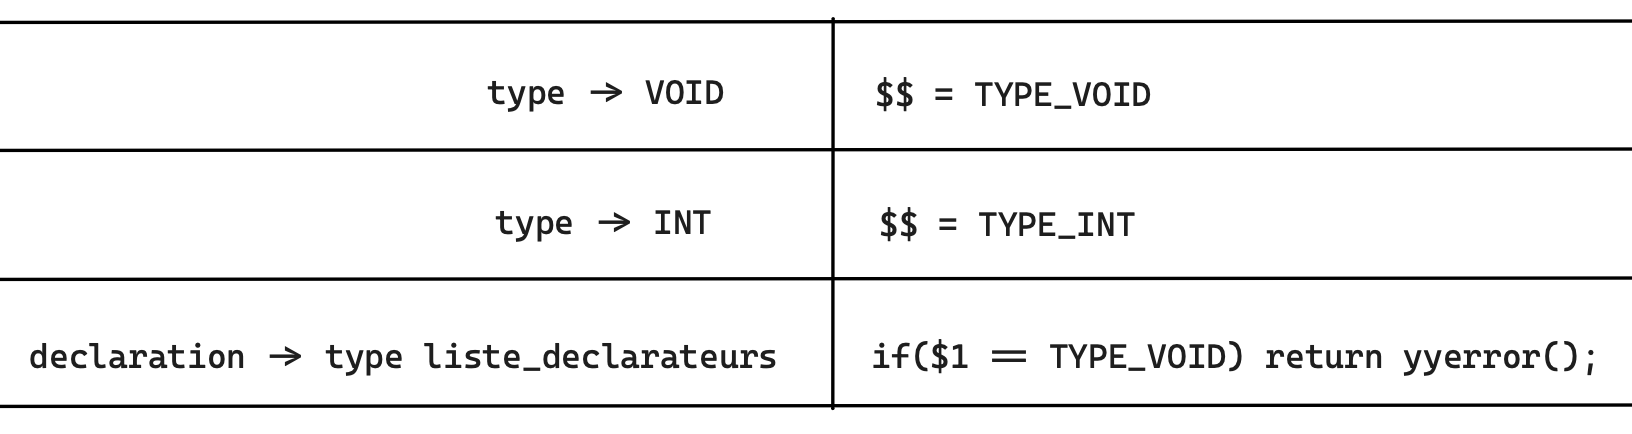 type → VOID
$$ = TYPE_VOID
type → INT
$$ = TYPE_INT
declaration → type liste_declarateurs
if($1 == TYPE_VOID) return yyerror();